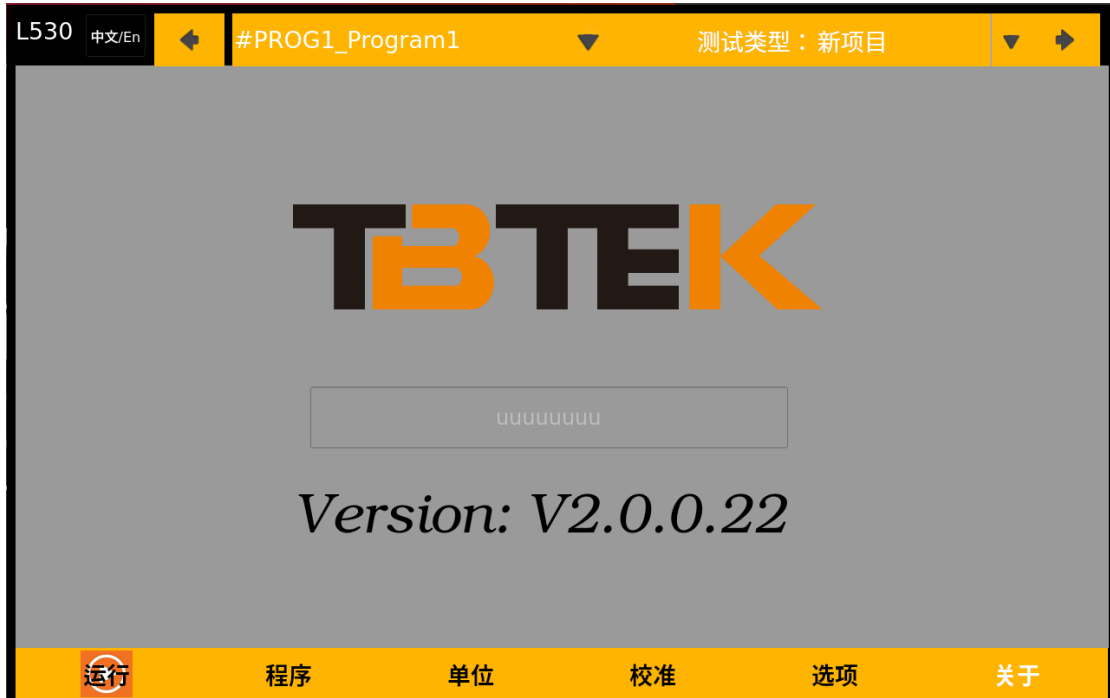 L530 中文/En #PROG1_Program1 测试类型：新项目
TBTEK
uuuuuuuu
Version: V2.0.0.22
运行 程序 单位 校准 选项 关于